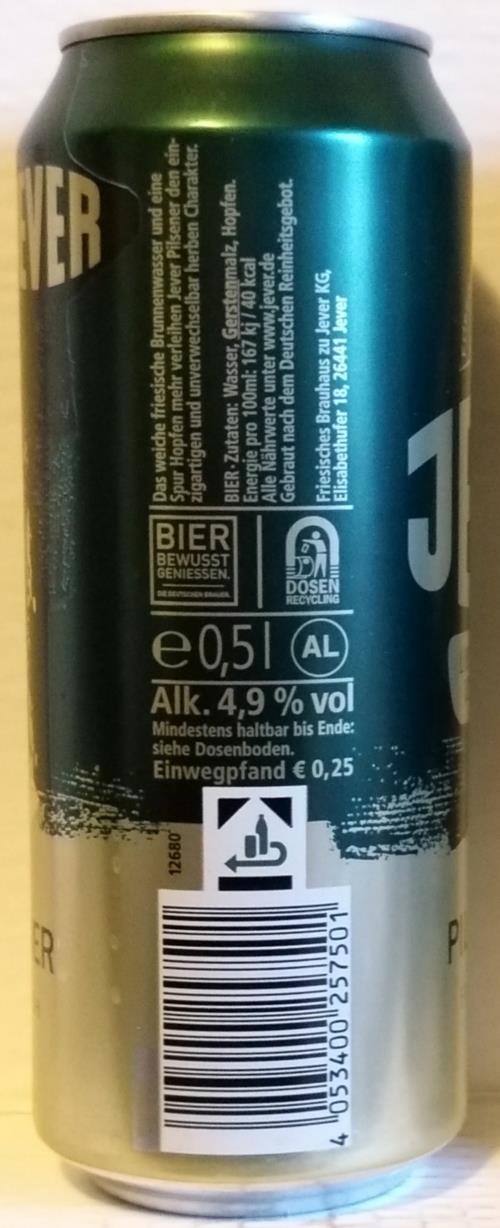 EVER
Das weiche friesische Brunnenwasser und eine
Spur Hopfen mehr verleihen Jever Pilsener den ein-
zigartigen und unverwechselbar herben Charakter.
BIER-Zutaten: Wasser, Gerstenmalz, Hopfen.
Energie pro 100ml: 167 kj / 40 kcal
Alle Nährwerte unter www.jever.de
Gebraut nach dem Deutschen Reinheitsgebot.
Friesisches Brauhaus zu Jever KG,
Elisabethufer 18, 26441 Jever
BIER
BEWUSST
GENIESSEN.
DIE DEUTSCHEN BRAUER.
DOSEN
RECYCLING
e 0,5 l
AL
Alk. 4,9 % vol
Mindestens haltbar bis Ende:
siehe Dosenboden.
Einwegpfand € 0,25
12680
4 053400 257501
ER
JE
P